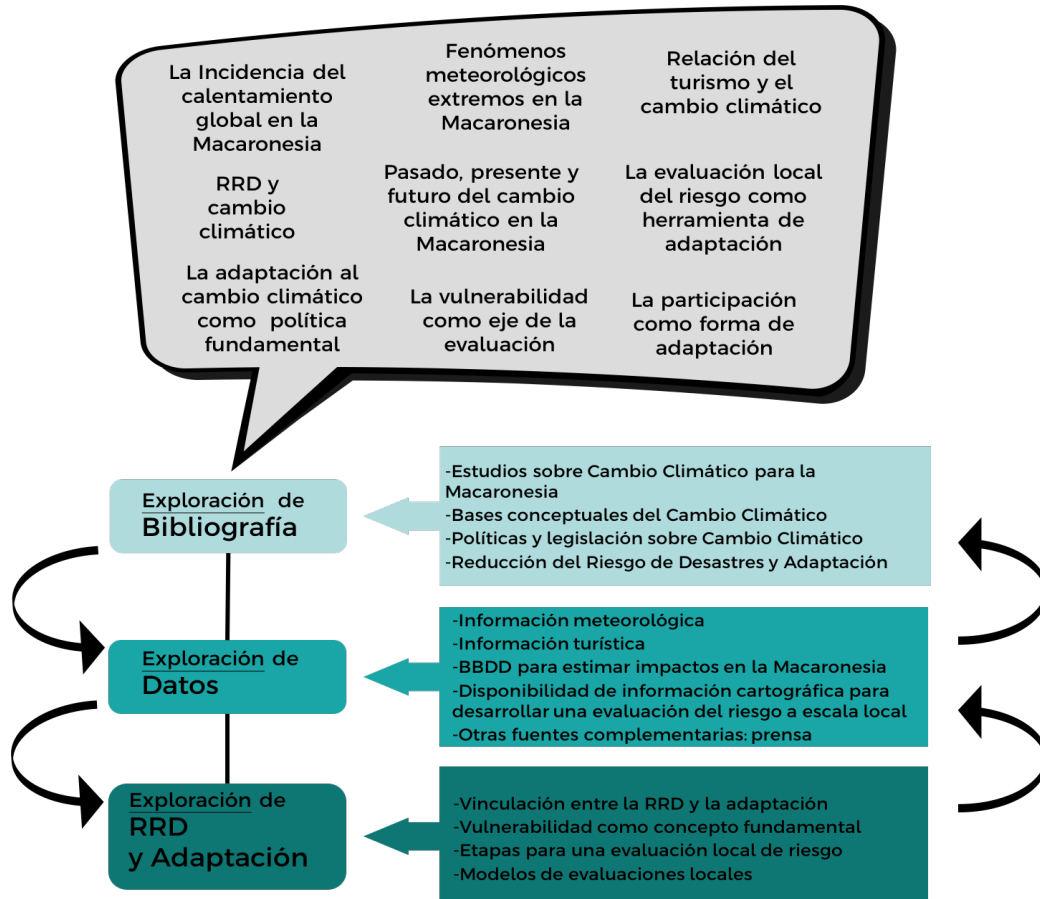 La Incidencia del
calentamiento
global en la
Macaronesia
Fenómenos
meteorológicos
extremos en la
Macaronesia
Relación del
turismo y el
cambio climático
RRD y
cambio
climático
Pasado, presente y
futuro del cambio
climático en la
Macaronesia
La evaluación local
del riesgo como
herramienta de
adaptación
La adaptación al
cambio climático
como política
fundamental
La vulnerabilidad
como eje de la
evaluación
La participación
como forma de
adaptación
Exploración de
Bibliografía
-Estudios sobre Cambio Climático para la
Macaronesia
-Bases conceptuales del Cambio Climático
-Políticas y legislación sobre Cambio Climático
-Reducción del Riesgo de Desastres y Adaptación
Exploración de
Datos
-Información meteorológica
-Información turística
-BBDD para estimar impactos en la Macaronesia
-Disponibilidad de información cartográfica para
desarrollar una evaluación del riesgo a escala local
-Otras fuentes complementarias: prensa
Exploración de
RRD
y Adaptación
-Vinculación entre la RRD y la adaptación
-Vulnerabilidad como concepto fundamental
-Etapas para una evaluación local de riesgo
-Modelos de evaluaciones locales